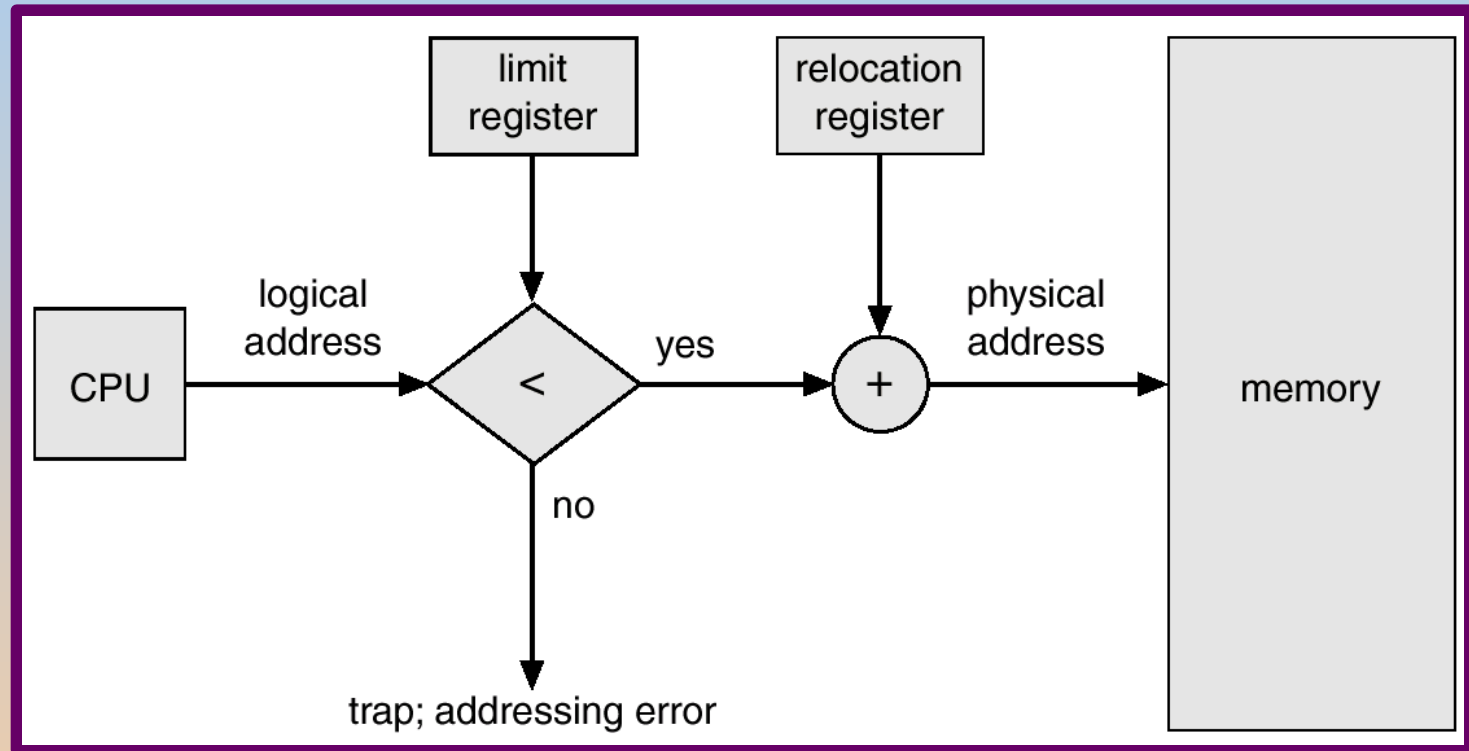 limit
register
relocation
register
logical
address
yes
physical
address
CPU
<
+
memory
no
trap; addressing error